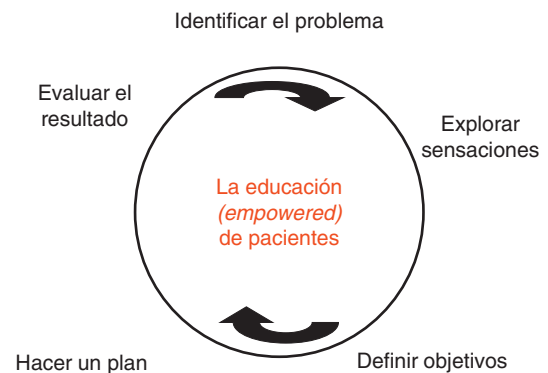 Identificar el problema
Evaluar el
resultado
Explorar
sensaciones
La educación
(empowered)
de pacientes
Hacer un plan
Definir objetivos